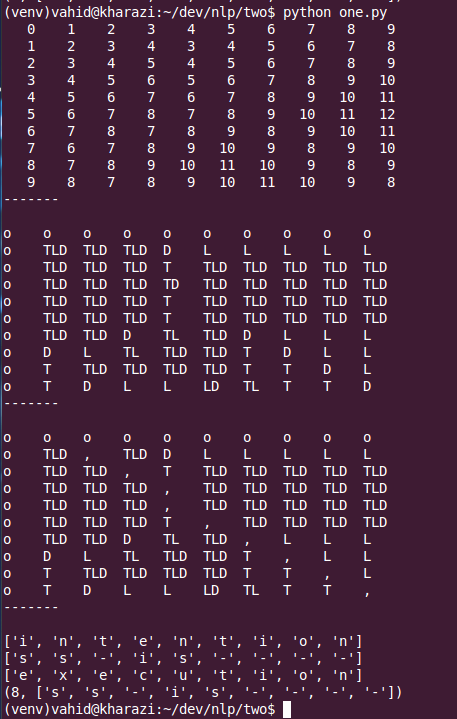 (venv)vahid@kharazi:~/dev/nlp/two$ python one.py
0 1 2 3 4 5 6 7 8 9
1 2 3 4 3 4 5 6 7 8
2 3 4 5 4 5 6 7 8 9
3 4 5 6 5 6 7 8 9 10
4 5 6 7 6 7 8 9 10 11
5 6 7 8 7 8 9 10 11 12
6 7 8 7 8 9 8 9 10 11
7 6 7 8 9 10 9 8 9 10
8 7 8 9 10 11 10 9 8 9
9 8 7 8 9 10 11 10 9 8
-------
o o o o o o o o o o
o TLD TLD TLD D L L L L L
o TLD TLD TLD T TLD TLD TLD TLD TLD
o TLD TLD TLD TD TLD TLD TLD TLD TLD
o TLD TLD TLD T TLD TLD TLD TLD TLD
o TLD TLD TLD T TLD TLD TLD TLD TLD
o TLD TLD D TL TLD D L L L
o D L TL TLD TLD T D L L
o T TLD TLD TLD TLD T T D L
o T D L L LD TL T T D
-------
o o o o o o o o o o
o TLD , TLD D L L L L L
o TLD TLD , T TLD TLD TLD TLD TLD
o TLD TLD TLD , TLD TLD TLD TLD TLD
o TLD TLD TLD , TLD TLD TLD TLD TLD
o TLD TLD TLD T , TLD TLD TLD TLD
o TLD TLD D TL TLD , L L L
o D L TL TLD TLD T , L L
o T TLD TLD TLD TLD T T , L
o T D L L LD TL T T ,
-------
['i', 'n', 't', 'e', 'n', 't', 'i', 'o', 'n']
['s', 's', '-', 'i', 's', '-', '-', '-', '-']
['e', 'x', 'e', 'c', 'u', 't', 'i', 'o', 'n']
(8, ['s', 's', '-', 'i', 's', '-', '-', '-', '-'])
(venv)vahid@kharazi:~/dev/nlp/two$